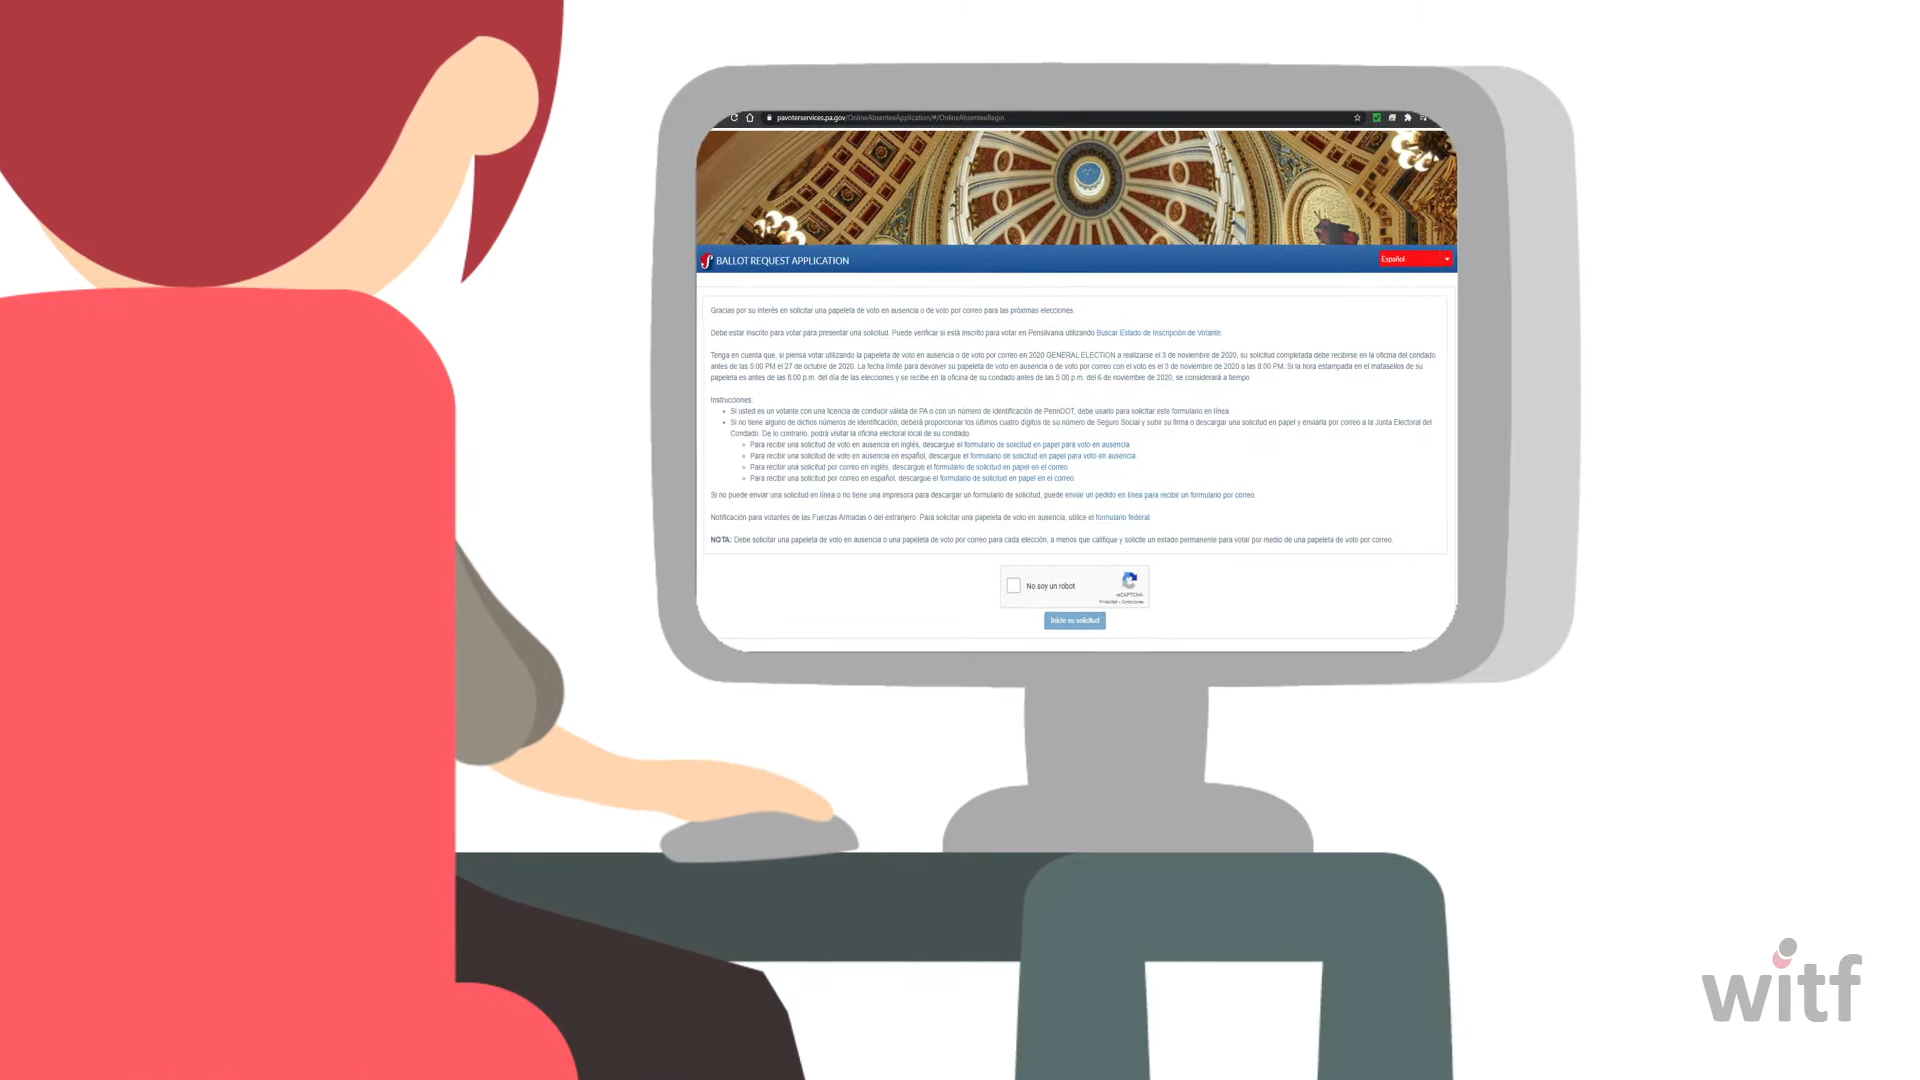 pavoterservices.pa.gov/OnlineAbsenteeApplication/#/OnlineAbsenteeBegin
BALLOT REQUEST APPLICATION
Español
Gracias por su interés en solicitar una papeleta de voto en ausencia o de voto por correo para las próximas elecciones.
Debe estar inscrito para votar para presentar una solicitud. Puede verificar si está inscrito para votar en Pensilvania utilizando Buscar Estado de Inscripción de Votante.
Tenga en cuenta que, si piensa votar utilizando la papeleta de voto en ausencia o de voto por correo en 2020 GENERAL ELECTION a realizarse el 3 de noviembre de 2020, su solicitud completada debe recibirse en la oficina del condado
antes de las 5:00 PM el 27 de octubre de 2020. La fecha límite para devolver su papeleta de voto en ausencia o de voto por correo con el voto es el 3 de noviembre de 2020 a las 8:00 PM. Si la hora estampada en el matasellos de su
papeleta es antes de las 8:00 p.m. del día de las elecciones y se recibe en la oficina de su condado antes de las 5:00 p.m. del 6 de noviembre de 2020, se considerará a tiempo.
Instrucciones:
Si usted es un votante con una licencia de conducir válida de PA o con un número de identificación de PennDOT, debe usarlo para solicitar este formulario en línea.
Si no tiene alguno de dichos números de identificación, deberá proporcionar los últimos cuatro dígitos de su número de Seguro Social y subir su firma o descargar una solicitud en papel y enviarla por correo a la Junta Electoral del
Condado. De lo contrario, podrá visitar la oficina electoral local de su condado.
Para recibir una solicitud de voto en ausencia en inglés, descargue el formulario de solicitud en papel para voto en ausencia.
Para recibir una solicitud de voto en ausencia en español, descargue el formulario de solicitud en papel para voto en ausencia.
Para recibir una solicitud por correo en inglés, descargue el formulario de solicitud en papel en el correo.
Para recibir una solicitud por correo en español, descargue el formulario de solicitud en papel en el correo.
Si no puede enviar una solicitud en línea o no tiene una impresora para descargar un formulario de solicitud, puede enviar un pedido en línea para recibir un formulario por correo.
Notificación para votantes de las Fuerzas Armadas o del extranjero: Para solicitar una papeleta de voto en ausencia, utilice el formulario federal
NOTA: Debe solicitar una papeleta de voto en ausencia o una papeleta de voto por correo para cada elección, a menos que califique y solicite un estado permanente para votar por medio de una papeleta de voto por correo.
No soy un robot
reCAPTCHA
Privacidad - Condiciones
Inicie su solicitud
witf